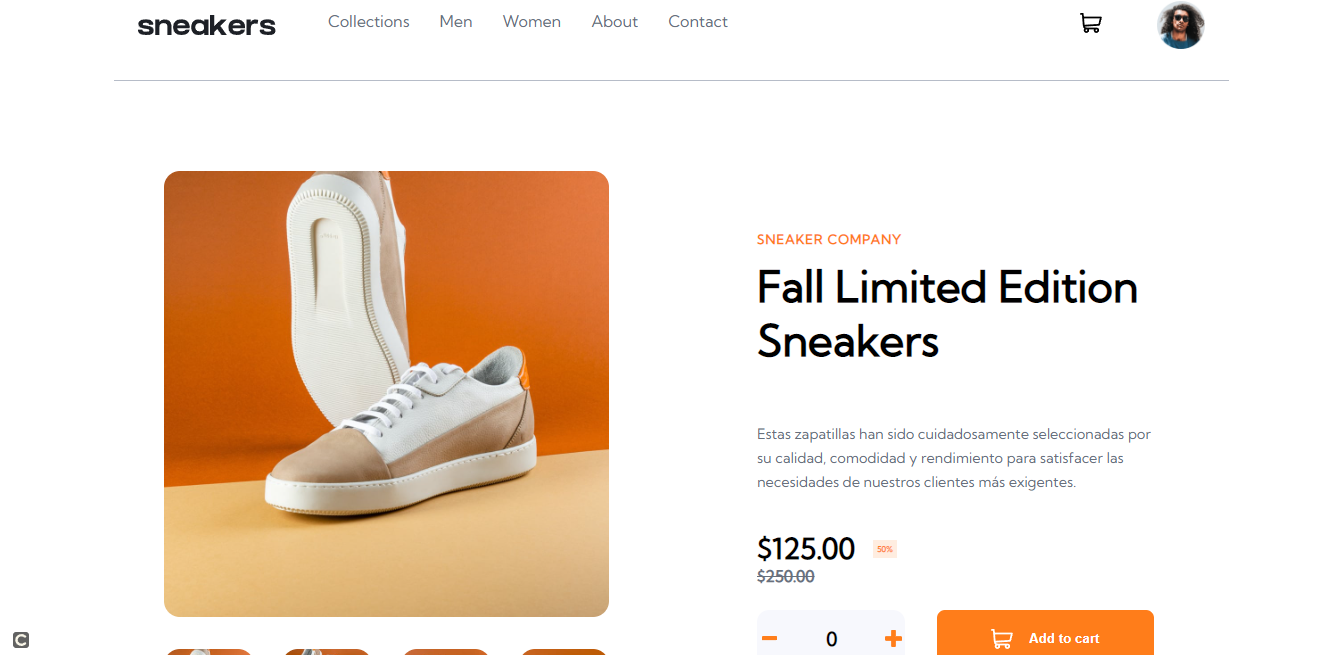 sneakers
Collections Men Women About Contact
SNEAKER COMPANY
Fall Limited Edition
Sneakers
Estas zapatillas han sido cuidadosamente seleccionadas por
su calidad, comodidad y rendimiento para satisfacer las
necesidades de nuestros clientes más exigentes.
$125.00 50%
$250.00
0 Add to cart
C